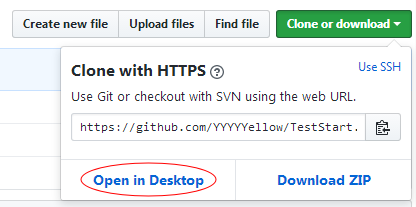 Create new file Upload files Find file Clone or download
Clone with HTTPS Use SSH
Use Git or checkout with SVN using the web URL.
https://github.com/YYYYYellow/TestStart.
Open in Desktop Download ZIP